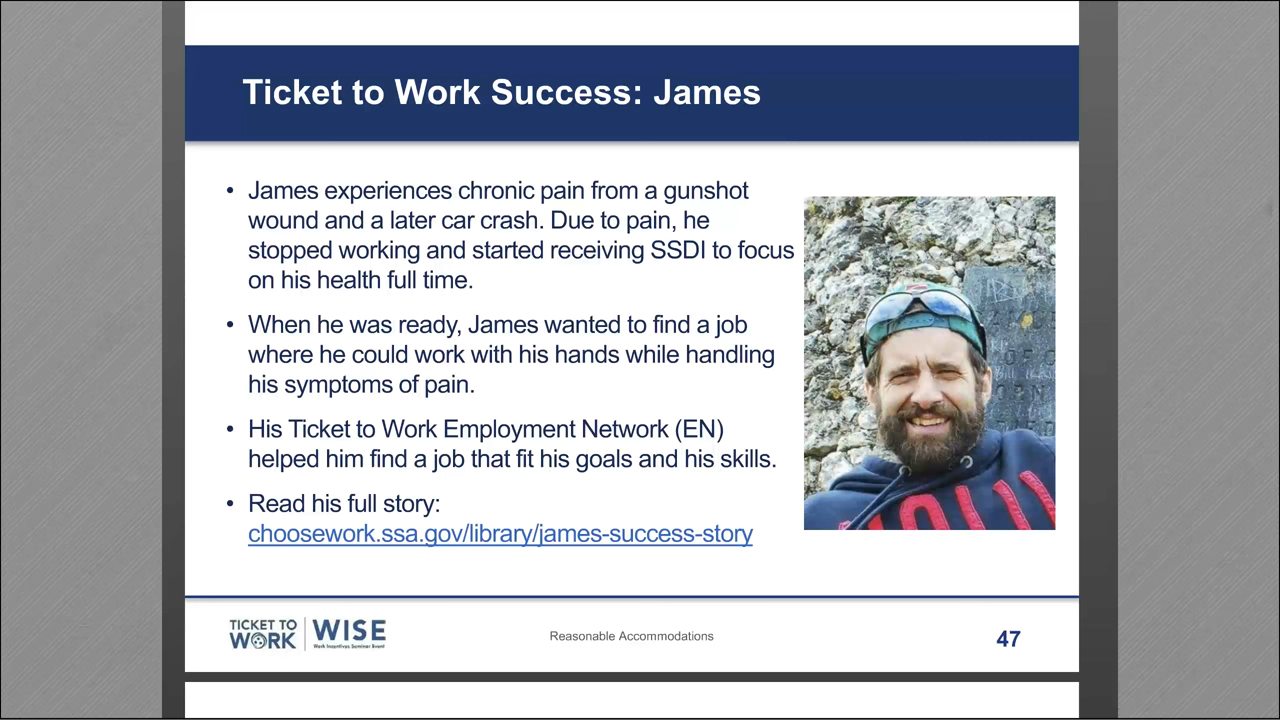 Ticket to Work Success: James
• James experiences chronic pain from a gunshot
wound and a later car crash. Due to pain, he
stopped working and started receiving SSDI to focus
on his health full time.
• When he was ready, James wanted to find a job
where he could work with his hands while handling
his symptoms of pain.
• His Ticket to Work Employment Network (EN)
helped him find a job that fit his goals and his skills.
• Read his full story:
choosework.ssa.gov/library/james-success-story
TICKET TO
WORK
WISE
Work Incentives Seminar Event
Reasonable Accommodations
47